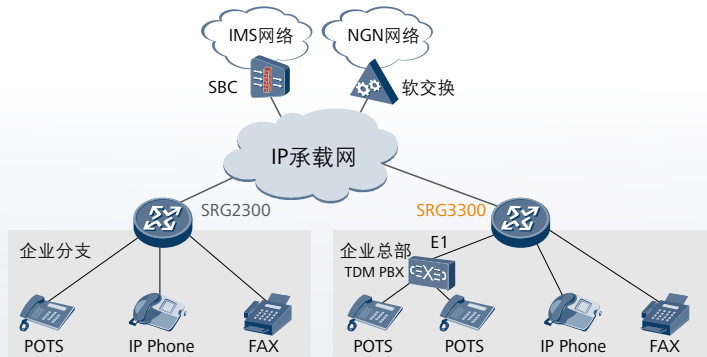 IMS网络
NGN网络
SBC
软交换
IP承载网
SRG2300
SRG3300
企业分支
企业总部
E1
TDM PBX
EXE
POTS
IP Phone
FAX
POTS
POTS
IP Phone
FAX